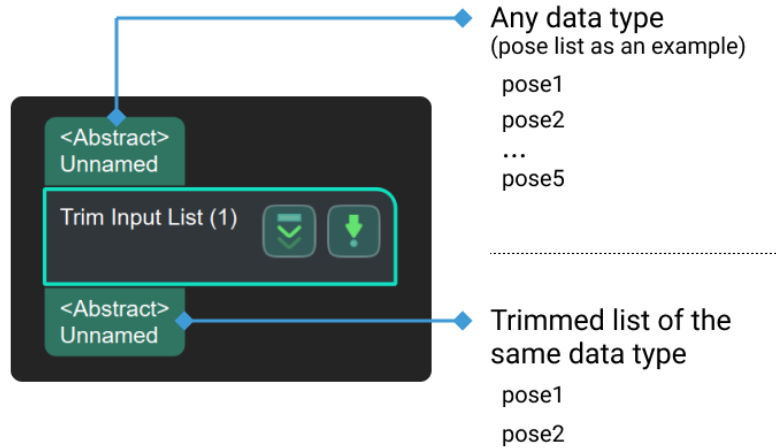 Any data type
(pose list as an example)
pose1
pose2
...
pose5
<Abstract>
Unnamed
Trim Input List (1)
<Abstract>
Unnamed
Trimmed list of the
same data type
pose1
pose2